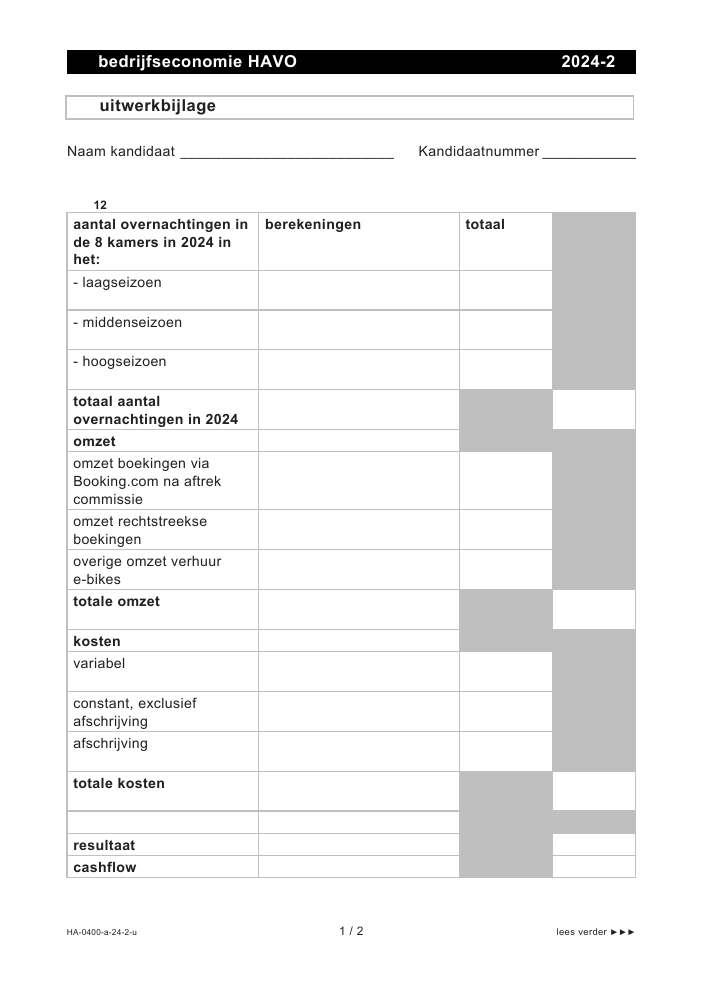 bedrijfseconomie HAVO 2024-2
uitwerkbijlage
Naam kandidaat __________________________ Kandidaatnummer ____________
12
aantal overnachtingen in berekeningen totaal
de 8 kamers in 2024 in
het:
- laagseizoen
- middenseizoen
- hoogseizoen
totaal aantal
overnachtingen in 2024
omzet
omzet boekingen via
Booking.com na aftrek
commissie
omzet rechtstreekse
boekingen
overige omzet verhuur
e-bikes
totale omzet
kosten
variabel
constant, exclusief
afschrijving
afschrijving
totale kosten
resultaat
cashflow
HA-0400-a-24-2-u 1 / 2 lees verder ►►►